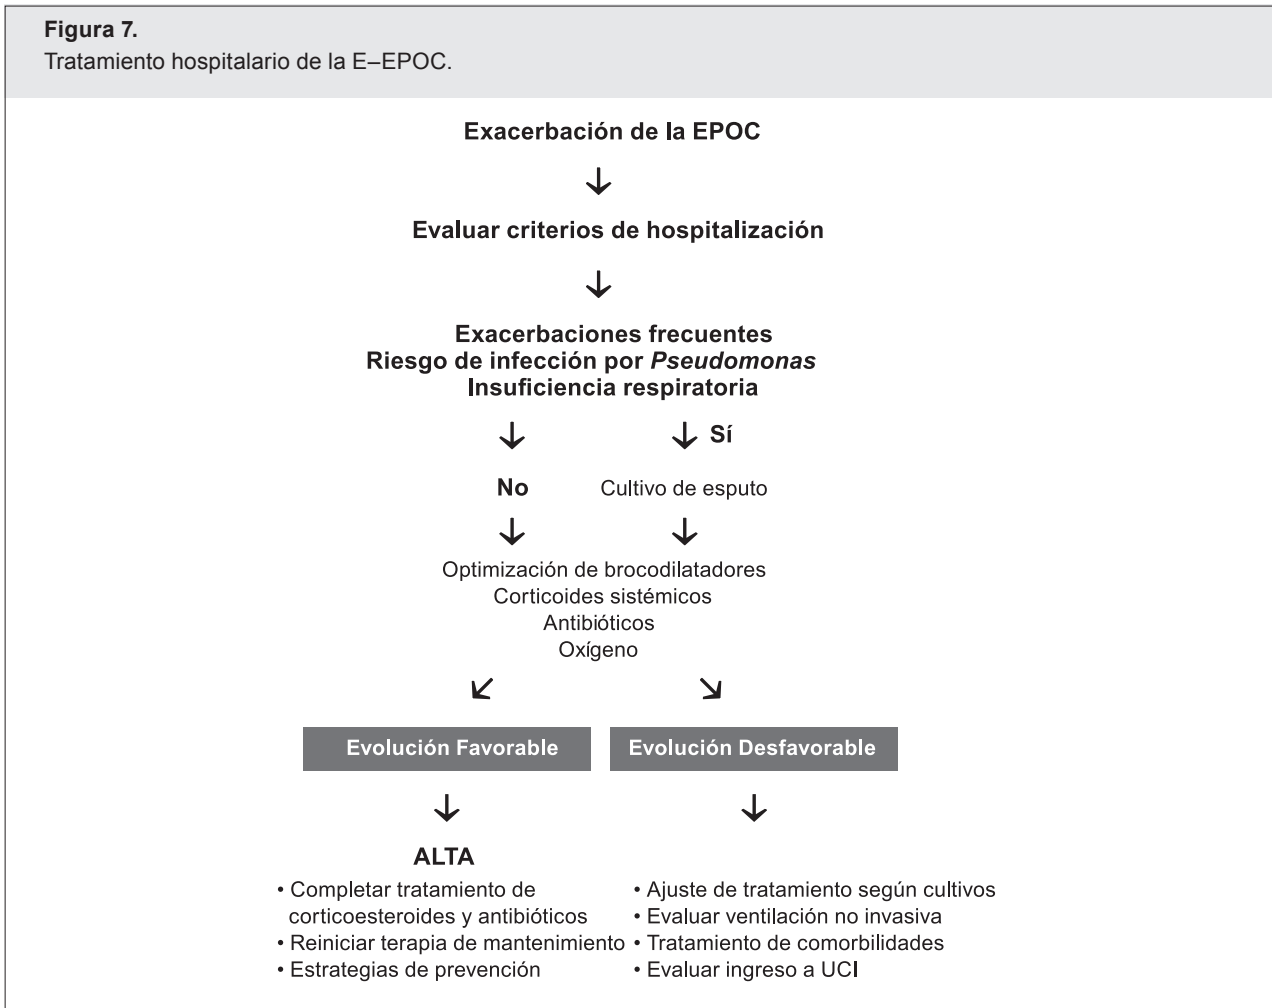 Figura 7.
Tratamiento hospitalario de la E–EPOC.
Exacerbación de la EPOC
Evaluar criterios de hospitalización
Exacerbaciones frecuentes
Riesgo de infección por Pseudomonas
Insuficiencia respiratoria
Sí
No
Cultivo de esputo
Optimización de brocodilatadores
Corticoides sistémicos
Antibióticos
Oxígeno
Evolución Favorable
Evolución Desfavorable
ALTA
• Completar tratamiento de
corticoesteroides y antibióticos
• Reiniciar terapia de mantenimiento
• Estrategias de prevención
• Ajuste de tratamiento según cultivos
• Evaluar ventilación no invasiva
• Tratamiento de comorbilidades
• Evaluar ingreso a UCI